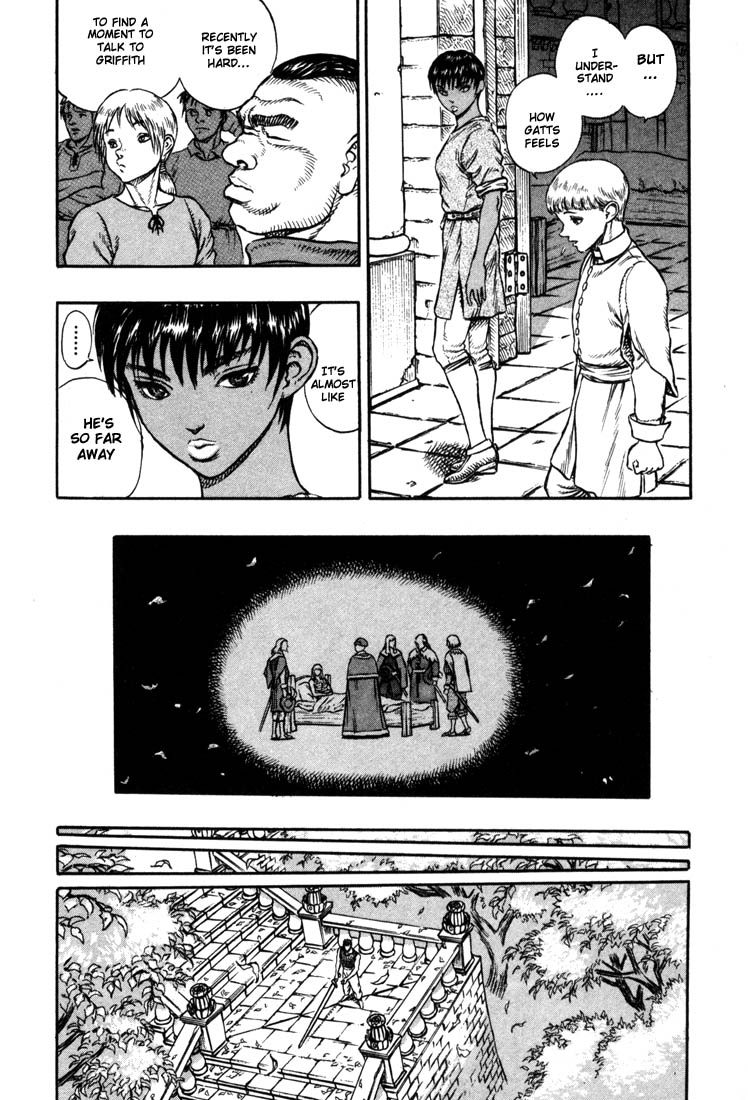 BUT
...
I
UNDER-
STAND
....
HOW
GATTS
FEELS
RECENTLY
IT'S BEEN
HARD...
TO FIND A
MOMENT TO
TALK TO
GRIFFITH
IT'S
ALMOST
LIKE
HE'S
SO FAR
AWAY
......